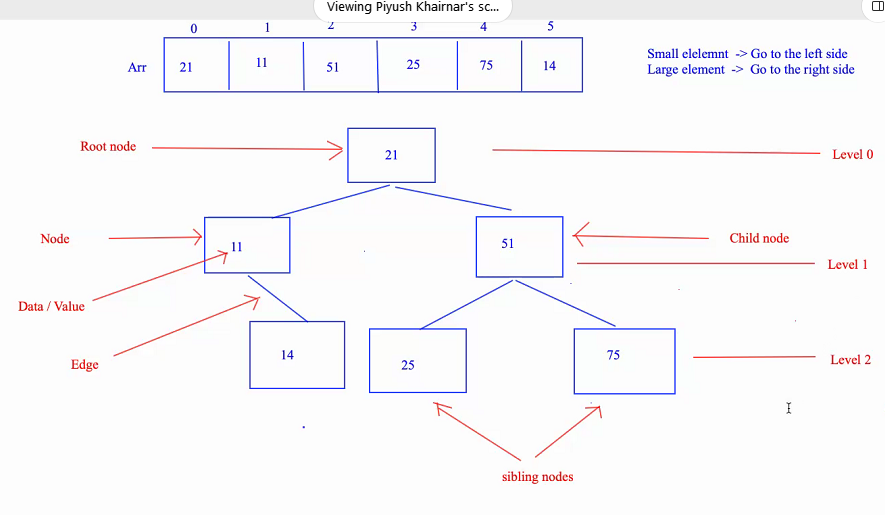 Viewing Piyush Khairnar's sc...
0 1 2 3 4 5
Arr 21 11 51 25 75 14
Small elelemnt -> Go to the left side
Large element -> Go to the right side
Root node
21
Level 0
Node
11
51
Child node
Level 1
Data / Value
Edge
14
25
75
Level 2
sibling nodes